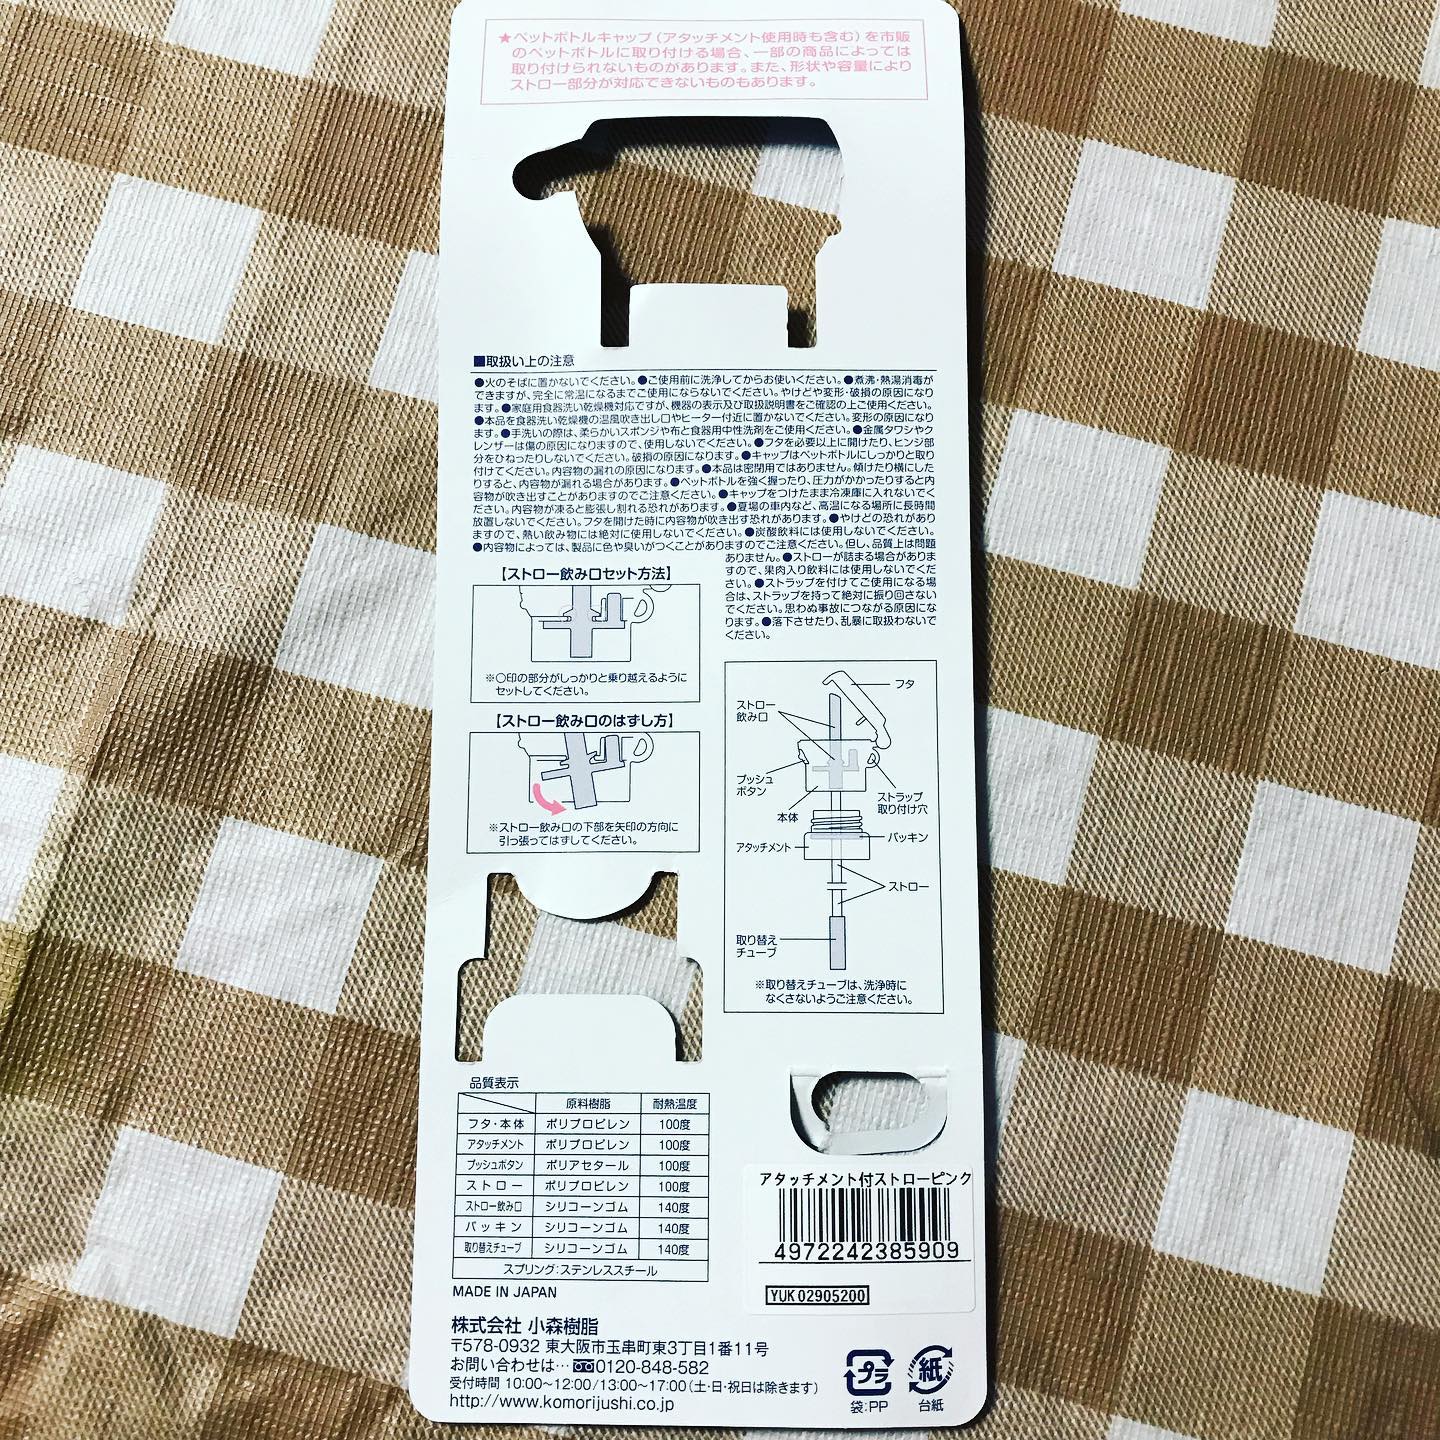 ★ペットボトルキャップ（アタッチメント使用時も含む）を市販
のペットボトルに取り付ける場合、一部の商品によっては
取り付けられないものがあります。また、形状や容量により
ストロー部分が対応できないものもあります。
■取扱い上の注意
●火のそばに置かないでください。●ご使用前に洗浄してからお使いください。●煮沸・熱湯消毒が
できますが、完全に常温になるまでご使用にならないでください。やけどや変形・破損の原因になり
ます。●家庭用食器洗い乾燥機対応ですが、機器の表示及び取扱説明書をご確認の上ご使用ください。
●本品を食器洗い乾燥機の温風吹き出し口やヒーター付近に置かないでください。変形の原因になり
ます。●手洗いの際は、柔らかいスポンジや布と食器用中性洗剤をご使用ください。●金属タワシやク
レンザーは傷の原因になりますので、使用しないでください。●フタを必要以上に開けたり、ヒンジ部
分をひねったりしないでください。破損の原因になります。●キャップはペットボトルにしっかりと取り
付けてください。内容物の漏れの原因になります。●本品は密閉用ではありません。傾けたり横にした
りすると、内容物が漏れる場合があります。●ペットボトルを強く握ったり、圧力がかかったりすると内
容物が吹き出すことがありますのでご注意ください。●キャップをつけたまま冷凍庫に入れないでく
ださい。内容物が凍ると膨張し割れる恐れがあります。●夏場の車内など、高温になる場所に長時間
放置しないでください。フタを開けた時に内容物が吹き出す恐れがあります。●やけどの恐れがあり
ますので、熱い飲み物には絶対に使用しないでください。●炭酸飲料には使用しないでください。
●内容物によっては、製品に色や臭いがつくことがありますのでご注意ください。但し、品質上は問題
ありません。●ストローが詰まる場合がありま
すので、果肉入り飲料には使用しないでくだ
さい。●ストラップを付けてご使用になる場
合は、ストラップを持って絶対に振り回さない
でください。思わぬ事故につながる原因にな
ります。●落下させたり、乱暴に取扱わないで
ください。
【ストロー飲み口セット方法】
※○印の部分がしっかりと乗り越えるように
セットしてください。
【ストロー飲み口のはずし方】
※ストロー飲み口の下部を矢印の方向に
引っ張ってはずしてください。
フタ
ストロー
飲み口
プッシュ
ボタン
本体
ストラップ
取り付け穴
パッキン
アタッチメント
ストロー
取り替え
チューブ
※取り替えチューブは、洗浄時に
なくさないようご注意ください。
品質表示
原料樹脂 耐熱温度
フタ・本体 ポリプロピレン 100度
アタッチメント ポリプロピレン 100度
プッシュボタン ポリアセタール 100度
ストロー ポリプロピレン 100度
ストロー飲み口 シリコーンゴム 140度
パッキン シリコーンゴム 140度
取り替えチューブ シリコーンゴム 140度
スプリング：ステンレススチール
MADE IN JAPAN
アタッチメント付ストローピンク
4972242385909
YUK 02905200
株式会社 小森樹脂
〒578-0932 東大阪市玉串町東3丁目1番11号
お問い合わせは…0120-848-582
受付時間 10:00～12:00/13:00～17:00（土・日・祝日は除きます）
http://www.komorijushi.co.jp
プラ
袋：PP
紙
台紙